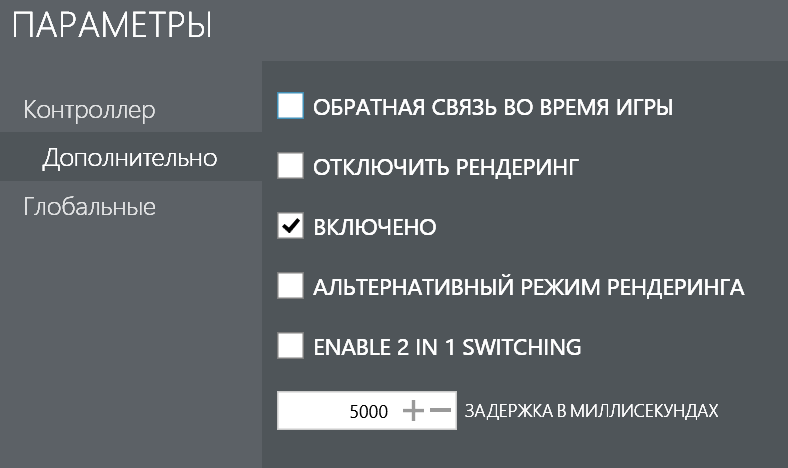 ПАРАМЕТРЫ
Контроллер
Дополнительно
Глобальные
ОБРАТНАЯ СВЯЗЬ ВО ВРЕМЯ ИГРЫ
ОТКЛЮЧИТЬ РЕНДЕРИНГ
ВКЛЮЧЕНО
АЛЬТЕРНАТИВНЫЙ РЕЖИМ РЕНДЕРИНГА
ENABLE 2 IN 1 SWITCHING
5000 ЗАДЕРЖКА В МИЛЛИСЕКУНДАХ